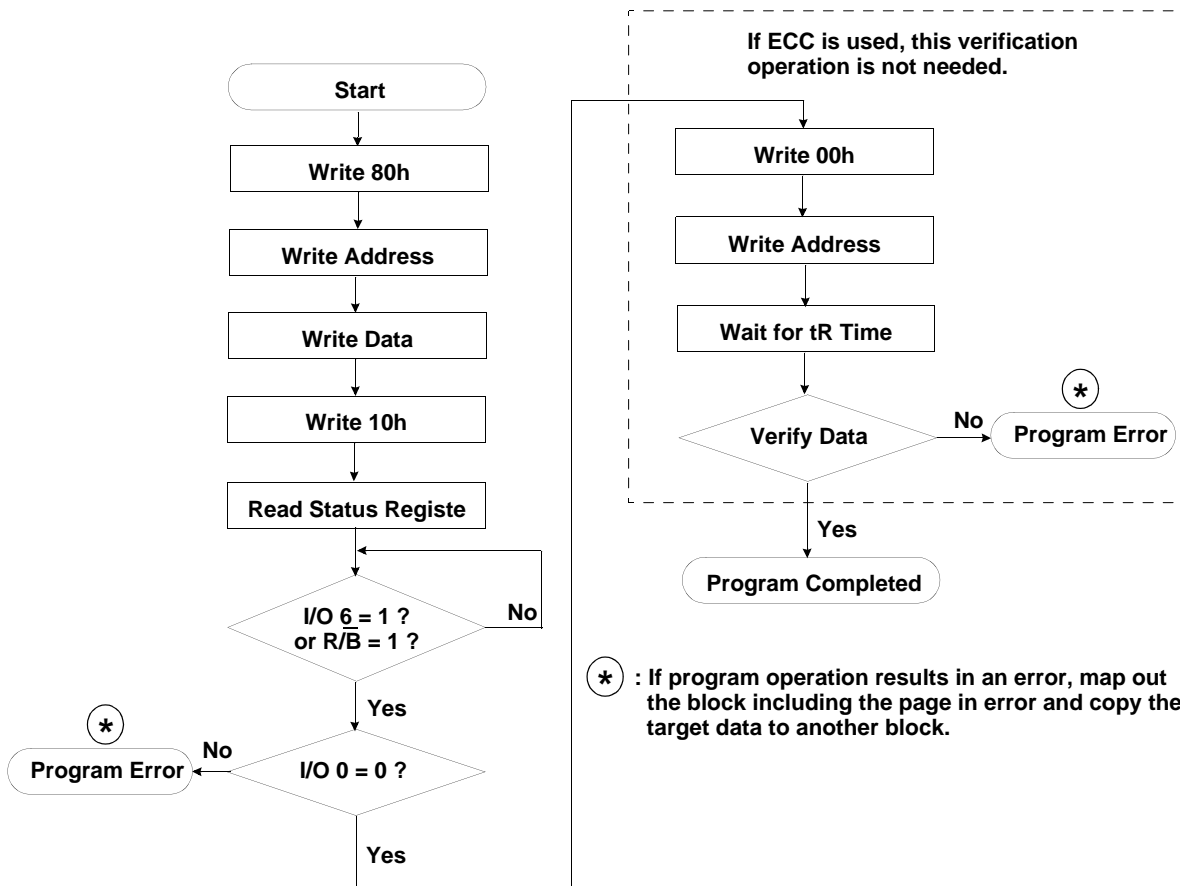 Start
Write 80h
Write Address
Write Data
Write 10h
Read Status Registe
I/O 6 = 1 ?
or R/B̅ = 1 ?
No
Yes
*
No
Program Error
I/O 0 = 0 ?
Yes
If ECC is used, this verification
operation is not needed.
Write 00h
Write Address
Wait for tR Time
Verify Data
No
*
Program Error
Yes
Program Completed
* : If program operation results in an error, map out
the block including the page in error and copy the
target data to another block.